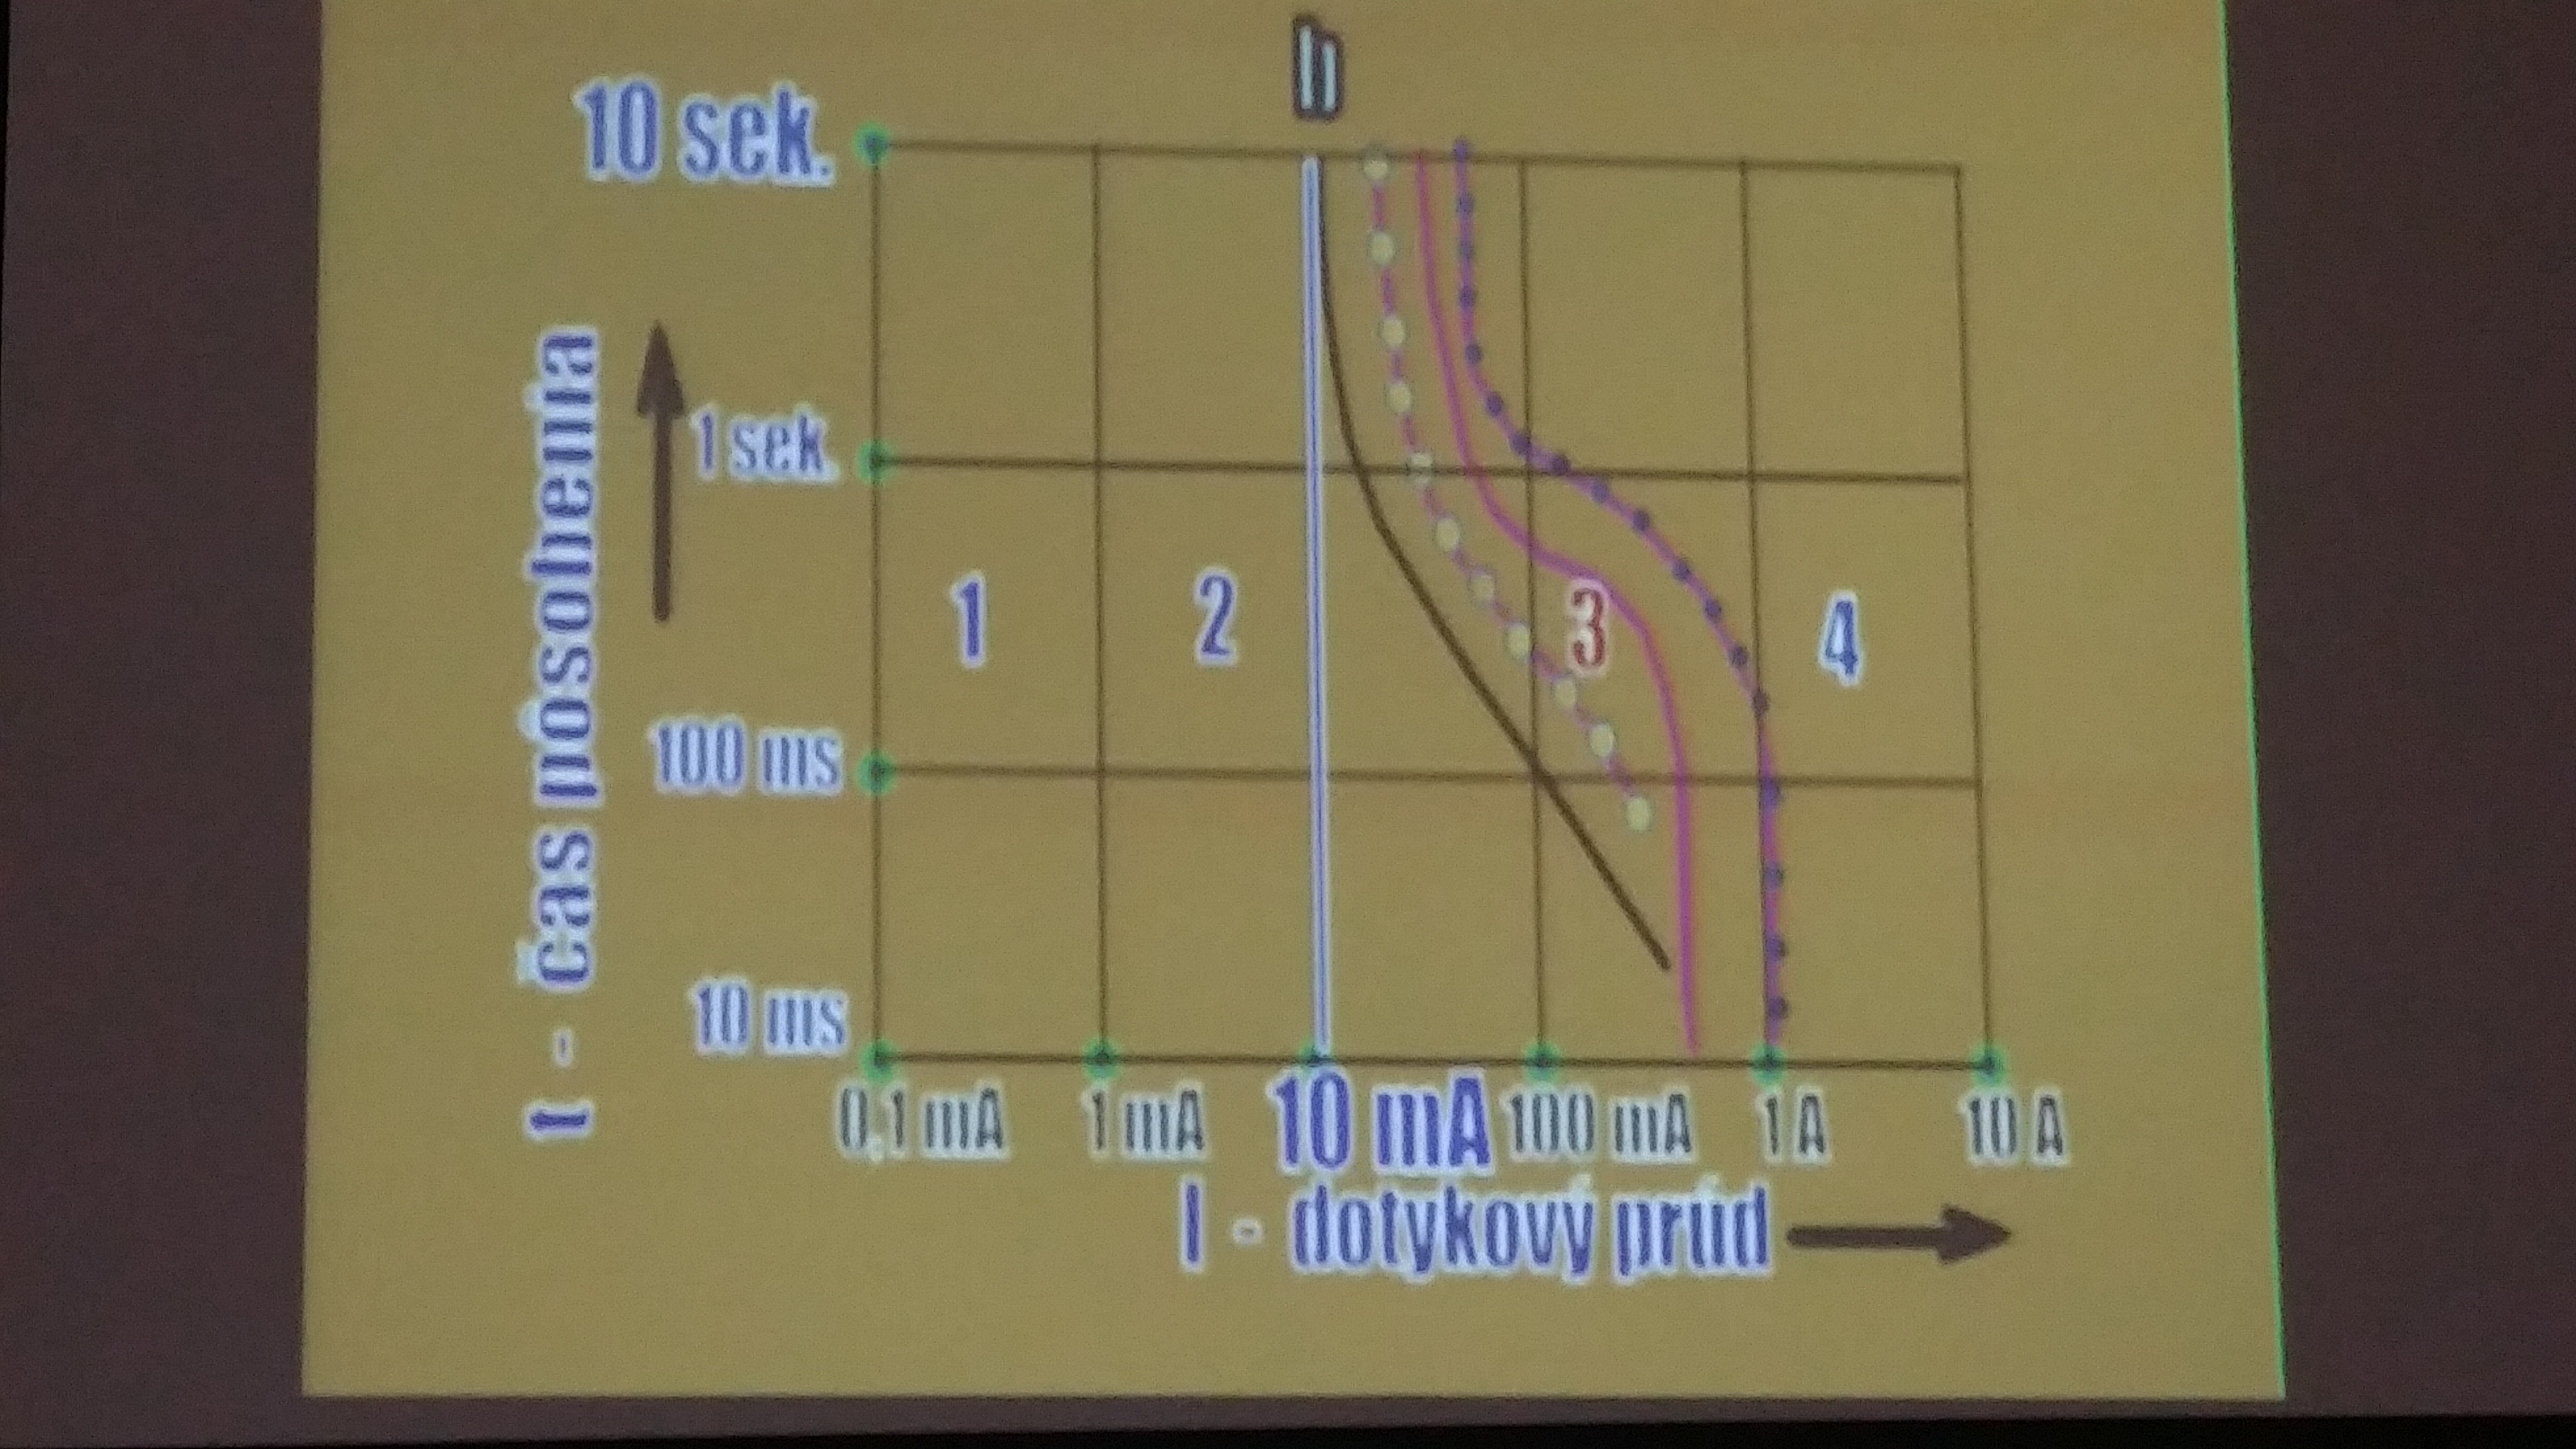 b
10 sek.
1 sek.
100 ms
10 ms
t - čas pôsobenia
1
2
3
4
0,1 mA
1 mA
10 mA
100 mA
1 A
10 A
I - dotykový prúd